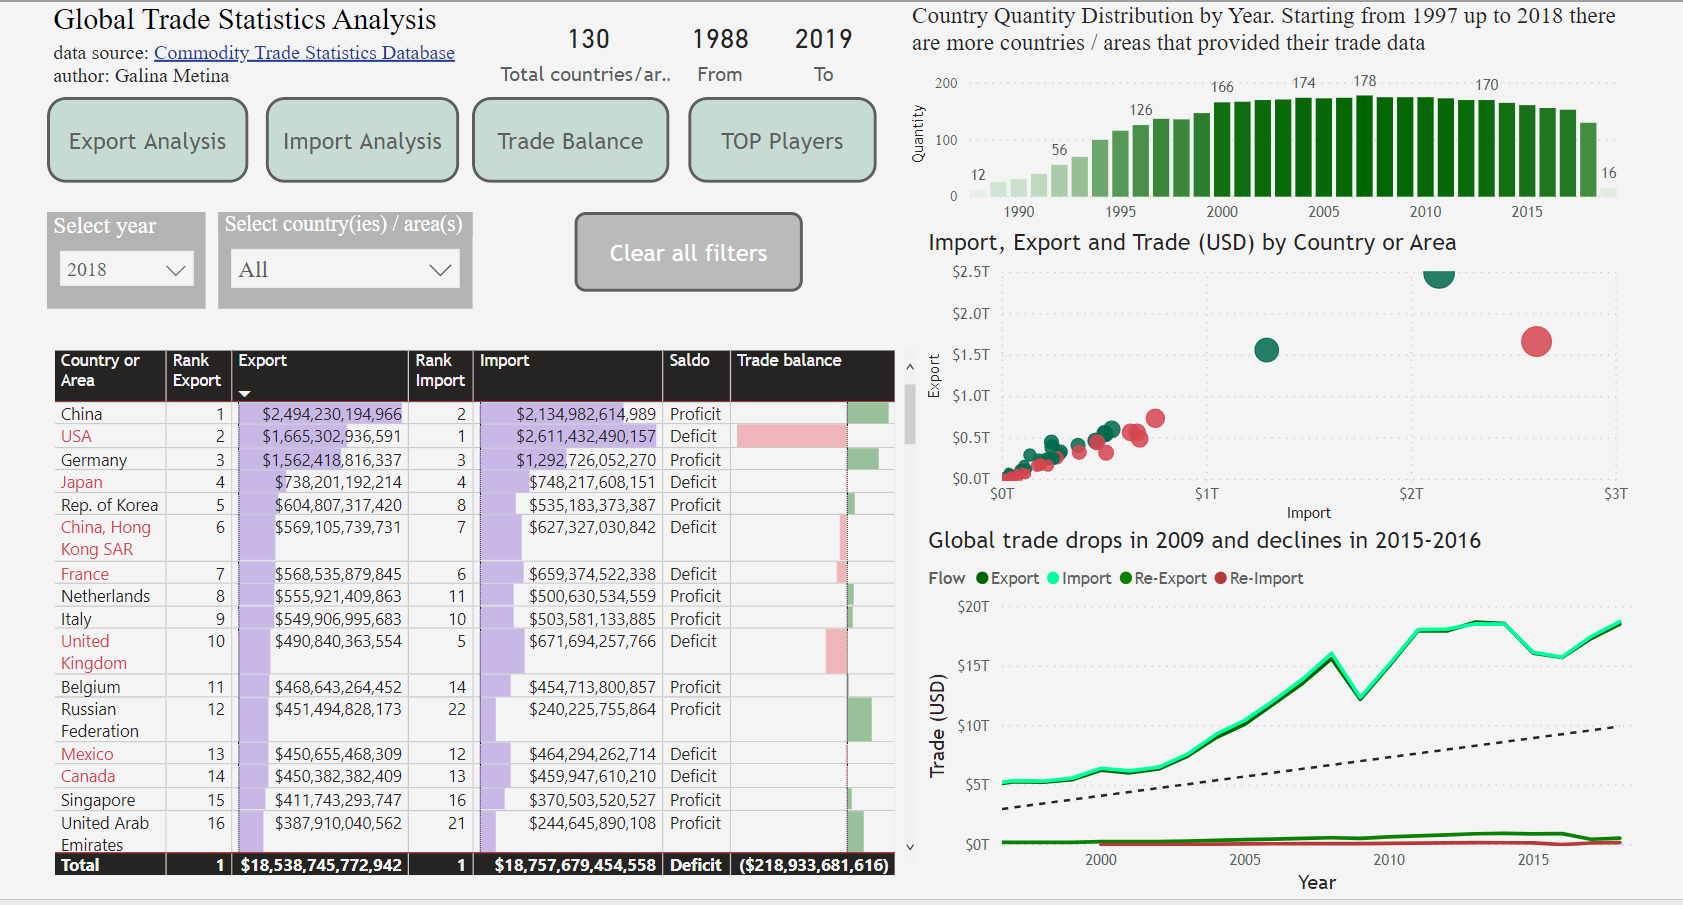 Global Trade Statistics Analysis
data source: Commodity Trade Statistics Database
author: Galina Metina
130 1988 2019
Total countries/ar.. From To
Export Analysis Import Analysis Trade Balance TOP Players
Select year
2018
Select country(ies) / area(s)
All
Clear all filters
Country or Area Rank Export Export Rank Import Import Saldo Trade balance
China 1 $2,494,230,194,966 2 $2,134,982,614,989 Proficit
USA 2 $1,665,302,936,591 1 $2,611,432,490,157 Deficit
Germany 3 $1,562,418,816,337 3 $1,292,726,052,270 Proficit
Japan 4 $738,201,192,214 4 $748,217,608,151 Deficit
Rep. of Korea 5 $604,807,317,420 8 $535,183,373,387 Proficit
China, Hong Kong SAR 6 $569,105,739,731 7 $627,327,030,842 Deficit
France 7 $568,535,879,845 6 $659,374,522,338 Deficit
Netherlands 8 $555,921,409,863 11 $500,630,534,559 Proficit
Italy 9 $549,906,995,683 10 $503,581,133,885 Proficit
United Kingdom 10 $490,840,363,554 5 $671,694,257,766 Deficit
Belgium 11 $468,643,264,452 14 $454,713,800,857 Proficit
Russian Federation 12 $451,494,828,173 22 $240,225,755,864 Proficit
Mexico 13 $450,655,468,309 12 $464,294,262,714 Deficit
Canada 14 $450,382,382,409 13 $459,947,610,210 Deficit
Singapore 15 $411,743,293,747 16 $370,503,520,527 Proficit
United Arab Emirates 16 $387,910,040,562 21 $244,645,890,108 Proficit
Total 1 $18,538,745,772,942 1 $18,757,679,454,558 Deficit ($218,933,681,616)
Country Quantity Distribution by Year. Starting from 1997 up to 2018 there
are more countries / areas that provided their trade data
Quantity
200
100
0
12 56 126 166 174 178 170 16
1990 1995 2000 2005 2010 2015
Import, Export and Trade (USD) by Country or Area
Export
$2.5T
$2.0T
$1.5T
$1.0T
$0.5T
$0.0T
$0T $1T $2T $3T
Import
Global trade drops in 2009 and declines in 2015-2016
Flow Export Import Re-Export Re-Import
Trade (USD)
$20T
$15T
$10T
$5T
$0T
2000 2005 2010 2015
Year